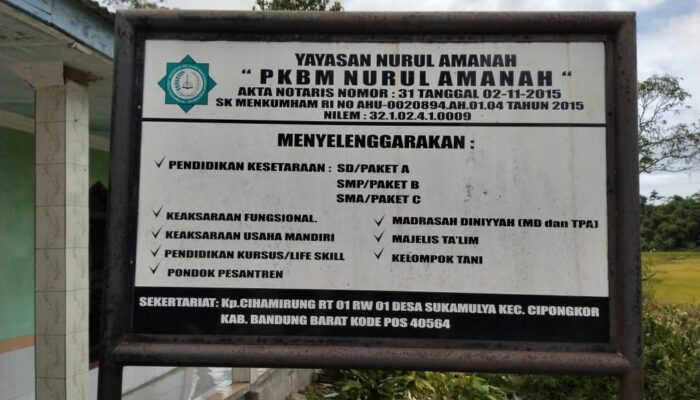 YAYASAN NURUL AMANAH
" PKBM NURUL AMANAH "
AKTA NOTARIS NOMOR : 31 TANGGAL 02-11-2015
SK MENKUMHAM RI NO AHU-0020894.AH.01.04 TAHUN 2015
NILEM : 32.1.02.4.1.0009
MENYELENGGARAKAN :
PENDIDIKAN KESETARAAN : SD/PAKET A
SMP/PAKET B
SMA/PAKET C
KEAKSARAAN FUNGSIONAL.
KEAKSARAAN USAHA MANDIRI
PENDIDIKAN KURSUS/LIFE SKILL
PONDOK PESANTREN
MADRASAH DINIYYAH (MD dan TPA)
MAJELIS TA'LIM
KELOMPOK TANI
SEKERTARIAT: Kp.CIHAMIRUNG RT 01 RW 01 DESA SUKAMULYA KEC. CIPONGKOR
KAB. BANDUNG BARAT KODE POS 40564